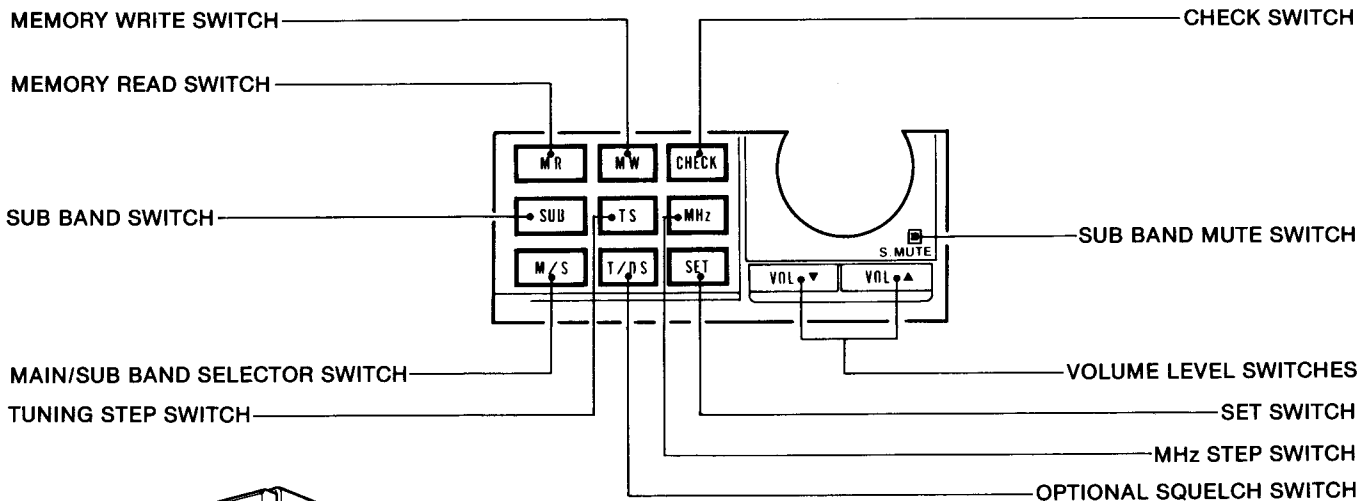 MEMORY WRITE SWITCH
CHECK SWITCH
MEMORY READ SWITCH
MR MW CHECK
SUB BAND SWITCH
SUB TS MHz
SUB BAND MUTE SWITCH
S.MUTE
M/S T/DS SET
VOL ▼ VOL ▲
MAIN/SUB BAND SELECTOR SWITCH
VOLUME LEVEL SWITCHES
TUNING STEP SWITCH
SET SWITCH
MHz STEP SWITCH
OPTIONAL SQUELCH SWITCH